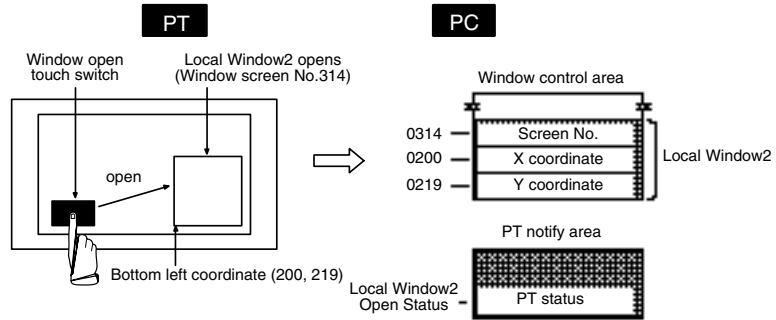 PT
PC
Window open
touch switch
Local Window2 opens
(Window screen No.314)
open
Bottom left coordinate (200, 219)
Window control area
0314
Screen No.
0200
X coordinate
0219
Y coordinate
Local Window2
PT notify area
Local Window2
Open Status
PT status